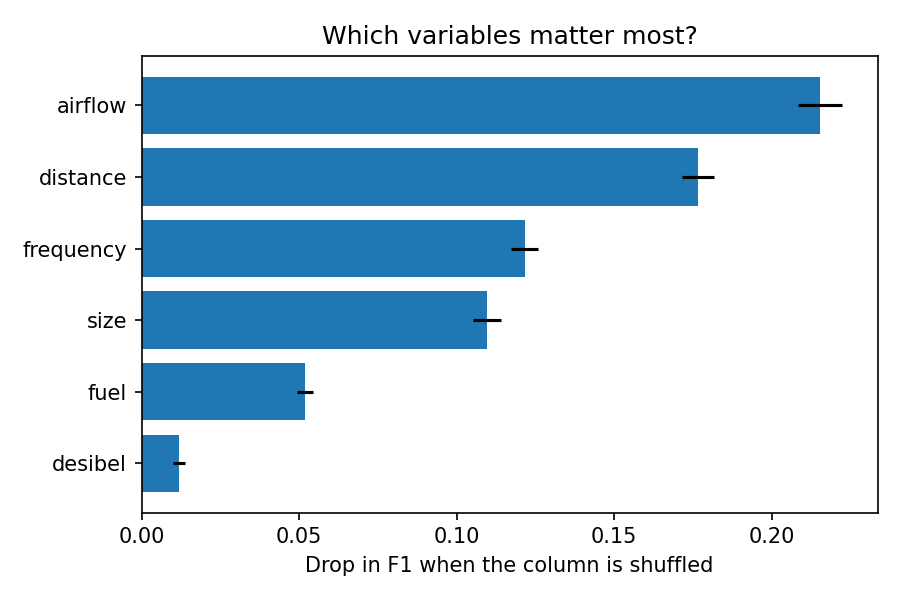 Which variables matter most?
airflow
distance
frequency
size
fuel
desibel
0.00 0.05 0.10 0.15 0.20
Drop in F1 when the column is shuffled